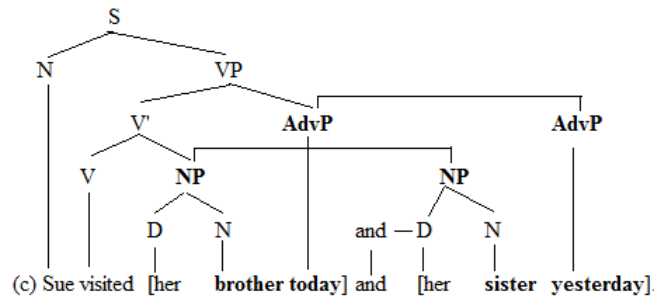 S
N VP
V' AdvP AdvP
V NP NP
D N and D N
(c) Sue visited [her brother today] and [her sister yesterday].